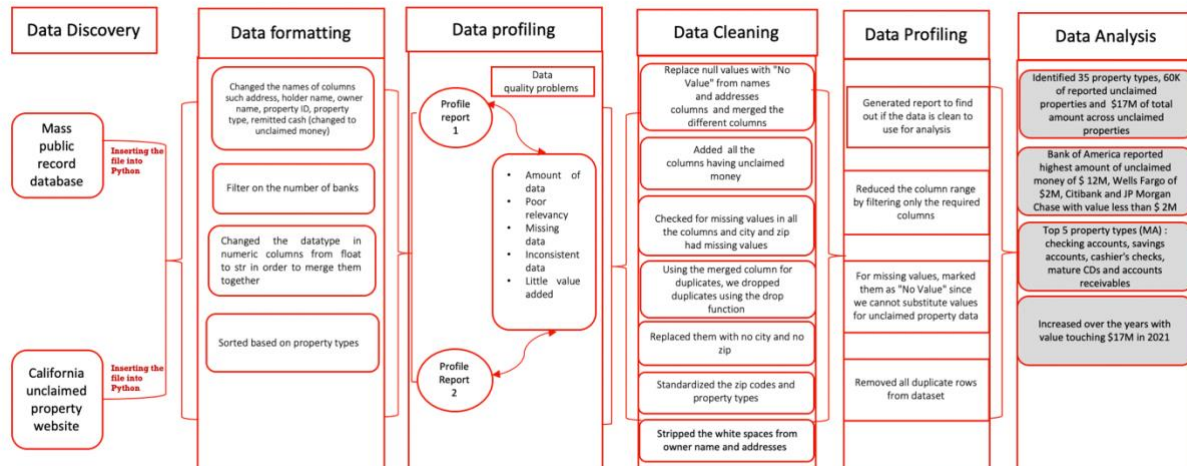 Data Discovery
Mass
public
record
database
Inserting the
file into
Python
California
unclaimed
property
website
Inserting the
file into
Python
Data formatting
Changed the names of columns
such address, holder name, owner
name, property ID, property
type, remitted cash (changed to
unclaimed money)
Filter on the number of banks
Changed the datatype in
numeric columns from float
to str in order to merge them
together
Sorted based on property types
Data profiling
Data
quality problems
Profile
report
1
• Amount of
data
• Poor
relevancy
• Missing
data
• Inconsistent
data
• Little value
added
Profile
Report
2
Data Cleaning
Replace null values with "No
Value" from names
and addresses
columns and merged the
different columns
Added all the
columns having unclaimed
money
Checked for missing values in all
the columns and city and zip
had missing values
Using the merged column for
duplicates, we dropped
duplicates using the drop
function
Replaced them with no city and no
zip
Standardized the zip codes and
property types
Stripped the white spaces from
owner name and addresses
Data Profiling
Generated report to find
out if the data is clean to
use for analysis
Reduced the column range
by filtering only the required
columns
For missing values, marked
them as "No Value" since
we cannot substitute values
for unclaimed property data
Removed all duplicate rows
from dataset
Data Analysis
Identified 35 property types, 60K
of reported unclaimed
properties and $17M of total
amount across unclaimed
properties
Bank of America reported
highest amount of unclaimed
money of $ 12M, Wells Fargo of
$2M, Citibank and JP Morgan
Chase with value less than $ 2M
Top 5 property types (MA) :
checking accounts, savings
accounts, cashier's checks,
mature CDs and accounts
receivables
Increased over the years with
value touching $17M in 2021